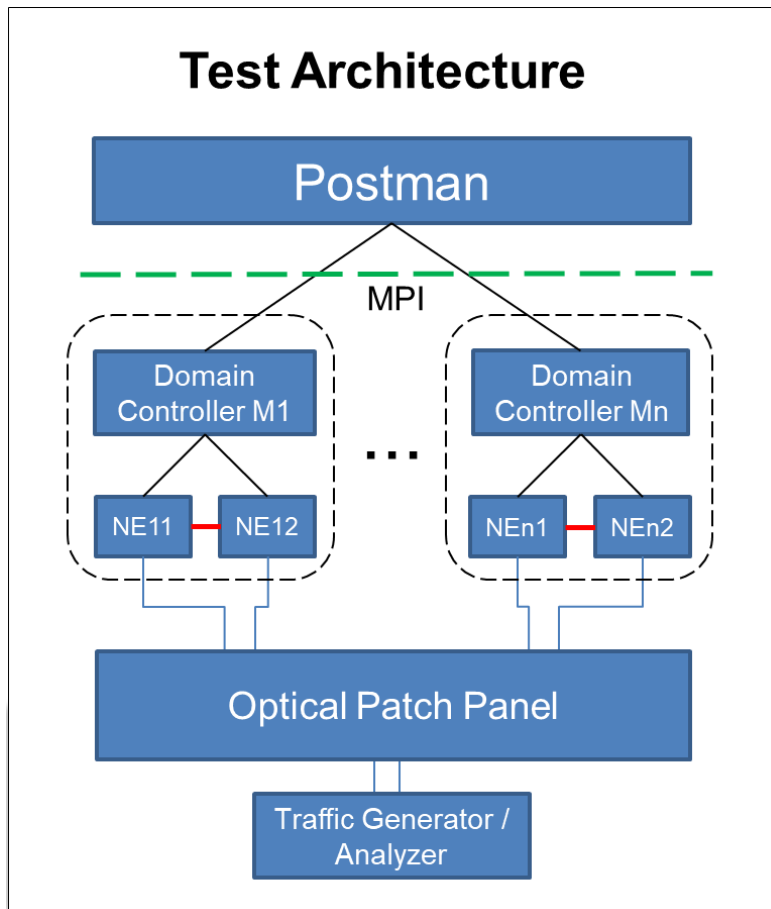 Test Architecture
Postman
MPI
Domain
Controller M1
Domain
Controller Mn
...
NE11
NE12
NEn1
NEn2
Optical Patch Panel
Traffic Generator /
Analyzer